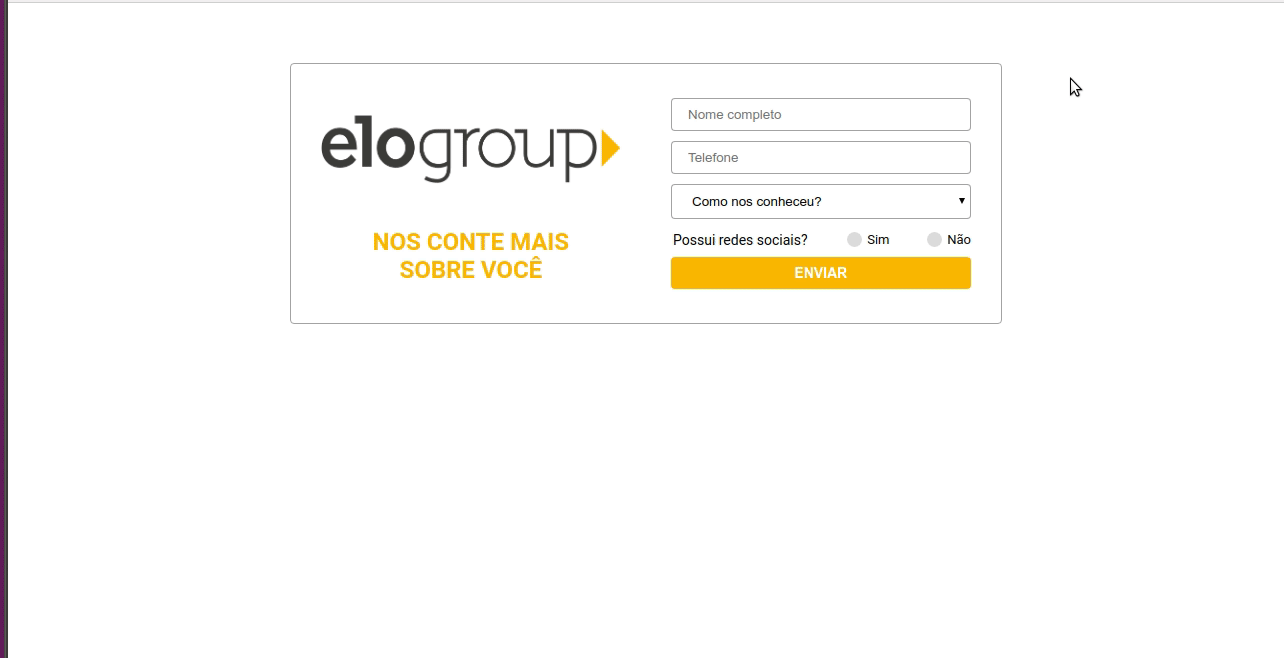 elogroup
NOS CONTE MAIS
SOBRE VOCÊ
Nome completo
Telefone
Como nos conheceu?
Possui redes sociais? Sim Não
ENVIAR